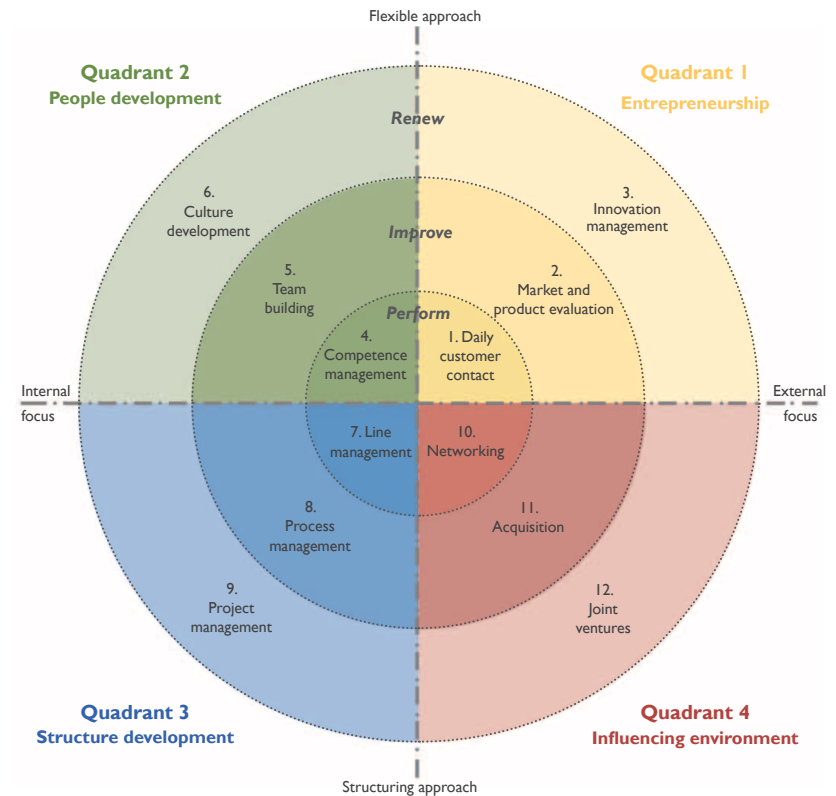 Flexible approach
Quadrant 2
People development
Quadrant 1
Entrepreneurship
Renew
6.
Culture
development
3.
Innovation
management
Improve
5.
Team
building
2.
Market and
product evaluation
Perform
4.
Competence
management
1. Daily
customer
contact
Internal
focus
External
focus
7. Line
management
10.
Networking
8.
Process
management
11.
Acquisition
9.
Project
management
12.
Joint
ventures
Quadrant 3
Structure development
Quadrant 4
Influencing environment
Structuring approach